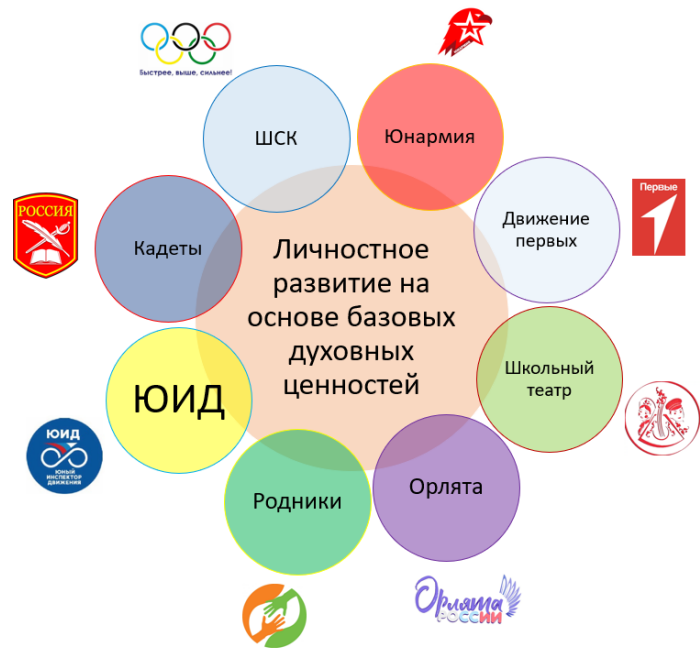 Быстрее, выше, сильнее!
ШСК
Юнармия
Первые
Движение
первых
РОССИЯ
Кадеты
Личностное
развитие на
основе базовых
духовных
ценностей
Школьный
театр
ЮИД
ЮИД
ЮНЫЙ
ИНСПЕКТОР
ДВИЖЕНИЯ
Родники
Орлята
Орлята
РОССИИ